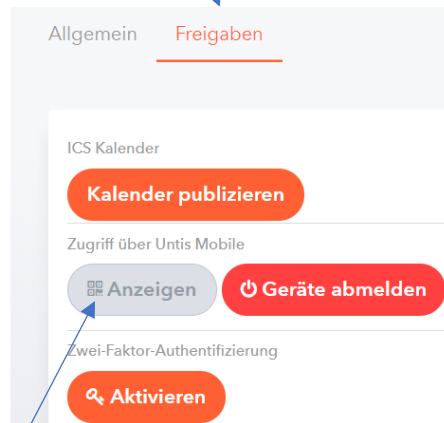 Allgemein Freigaben
ICS Kalender
Kalender publizieren
Zugriff über Untis Mobile
Anzeigen Geräte abmelden
Zwei-Faktor-Authentifizierung
Aktivieren